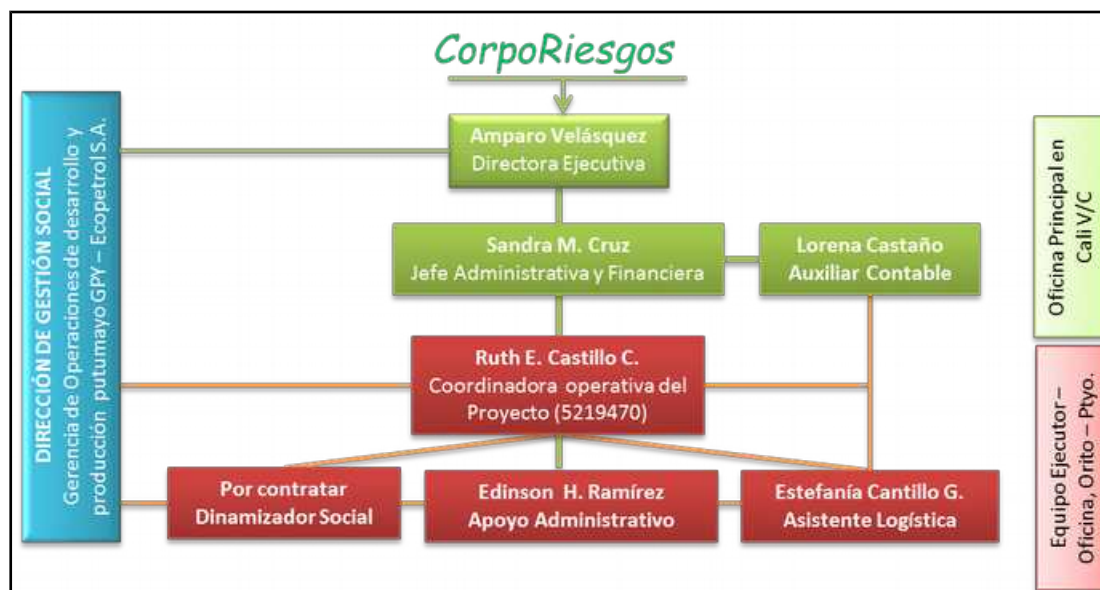 CorpoRiesgos
DIRECCIÓN DE GESTIÓN SOCIAL
Gerencia de Operaciones de desarrollo y
producción putumayo GPY – Ecopetrol S.A.
Amparo Velásquez
Directora Ejecutiva
Sandra M. Cruz
Jefe Administrativa y Financiera
Lorena Castaño
Auxiliar Contable
Oficina Principal en
Cali V/C
Ruth E. Castillo C.
Coordinadora operativa del
Proyecto (5219470)
Por contratar
Dinamizador Social
Edinson H. Ramírez
Apoyo Administrativo
Estefanía Cantillo G.
Asistente Logística
Equipo Ejecutor –
Oficina, Orito – Ptyo.